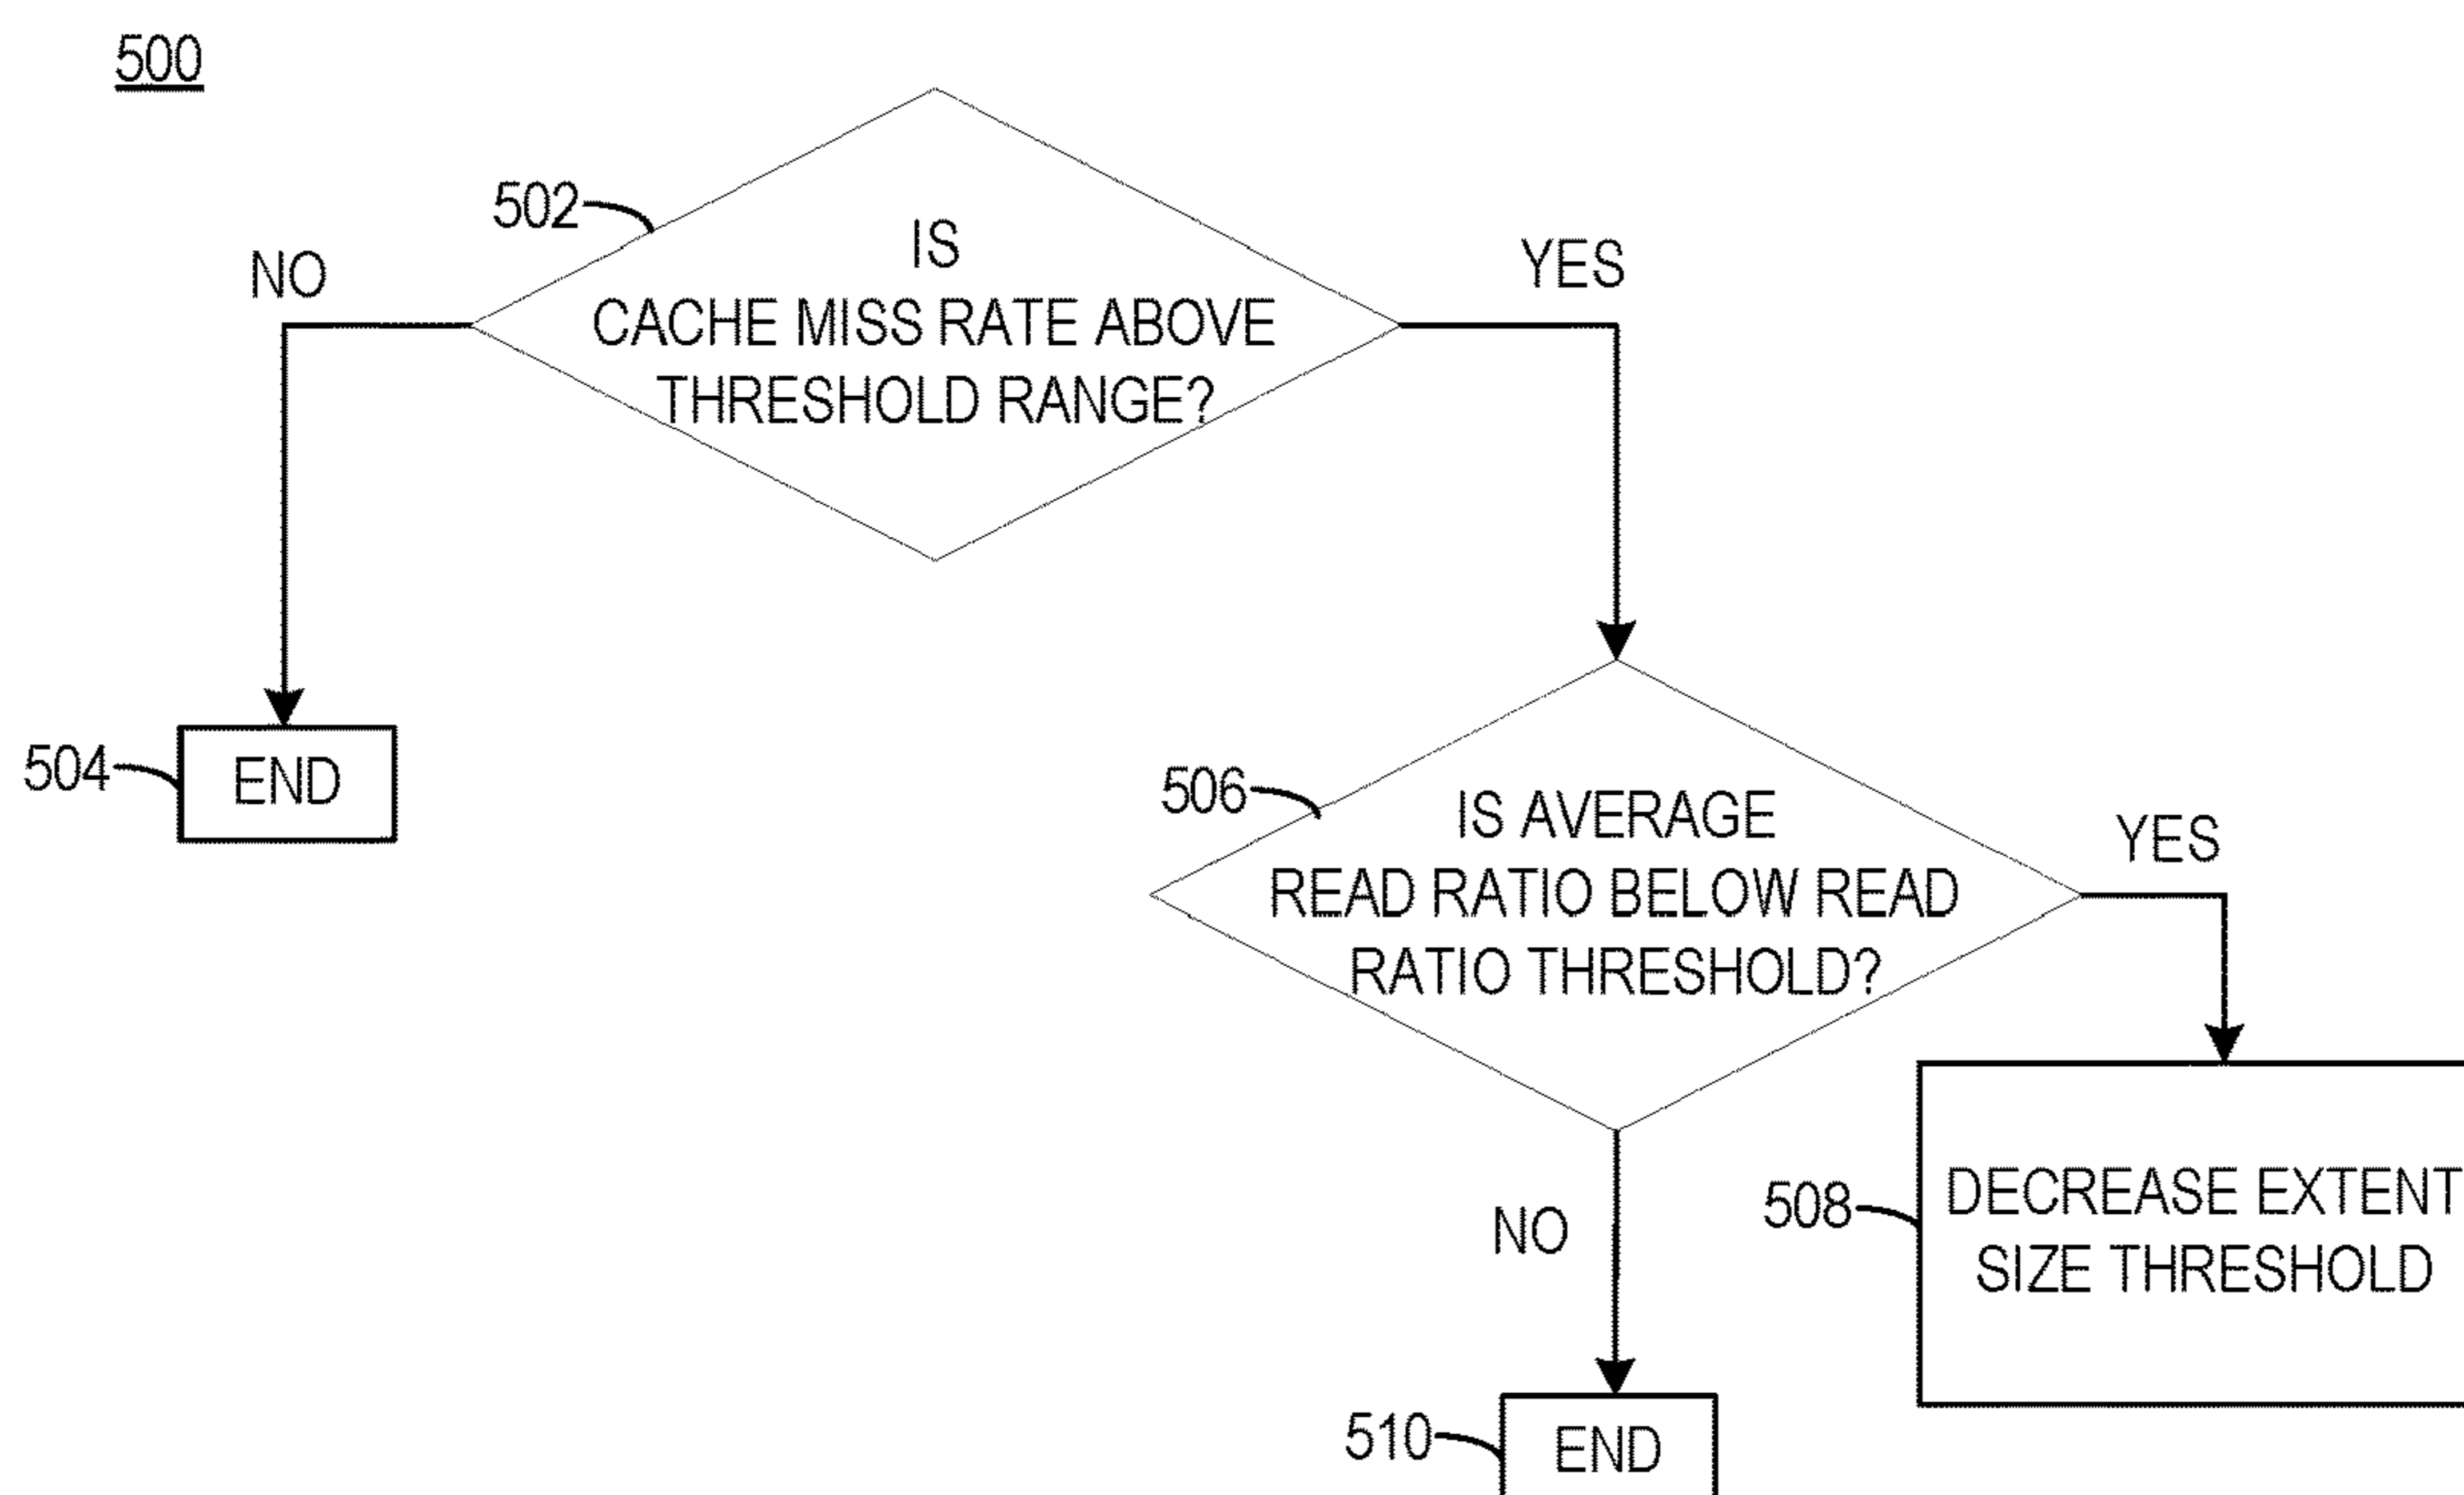 500
502
IS
CACHE MISS RATE ABOVE
THRESHOLD RANGE?
NO
YES
504
END
506
IS AVERAGE
READ RATIO BELOW READ
RATIO THRESHOLD?
YES
NO
508
DECREASE EXTENT
SIZE THRESHOLD
510
END